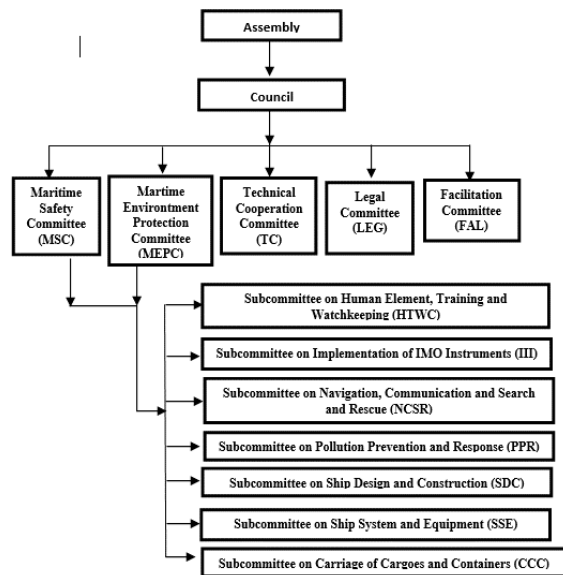 Assembly
Council
Maritime
Safety
Committee
(MSC)
Martime
Environtment
Protection
Committee
(MEPC)
Technical
Cooperation
Committee
(TC)
Legal
Committee
(LEG)
Facilitation
Committee
(FAL)
Subcommittee on Human Element, Training and
Watchkeeping (HTWC)
Subcommittee on Implementation of IMO Instruments (III)
Subcommittee on Navigation, Communication and Search
and Rescue (NCSR)
Subcommittee on Pollution Prevention and Response (PPR)
Subcommittee on Ship Design and Construction (SDC)
Subcommittee on Ship System and Equipment (SSE)
Subcommittee on Carriage of Cargoes and Containers (CCC)